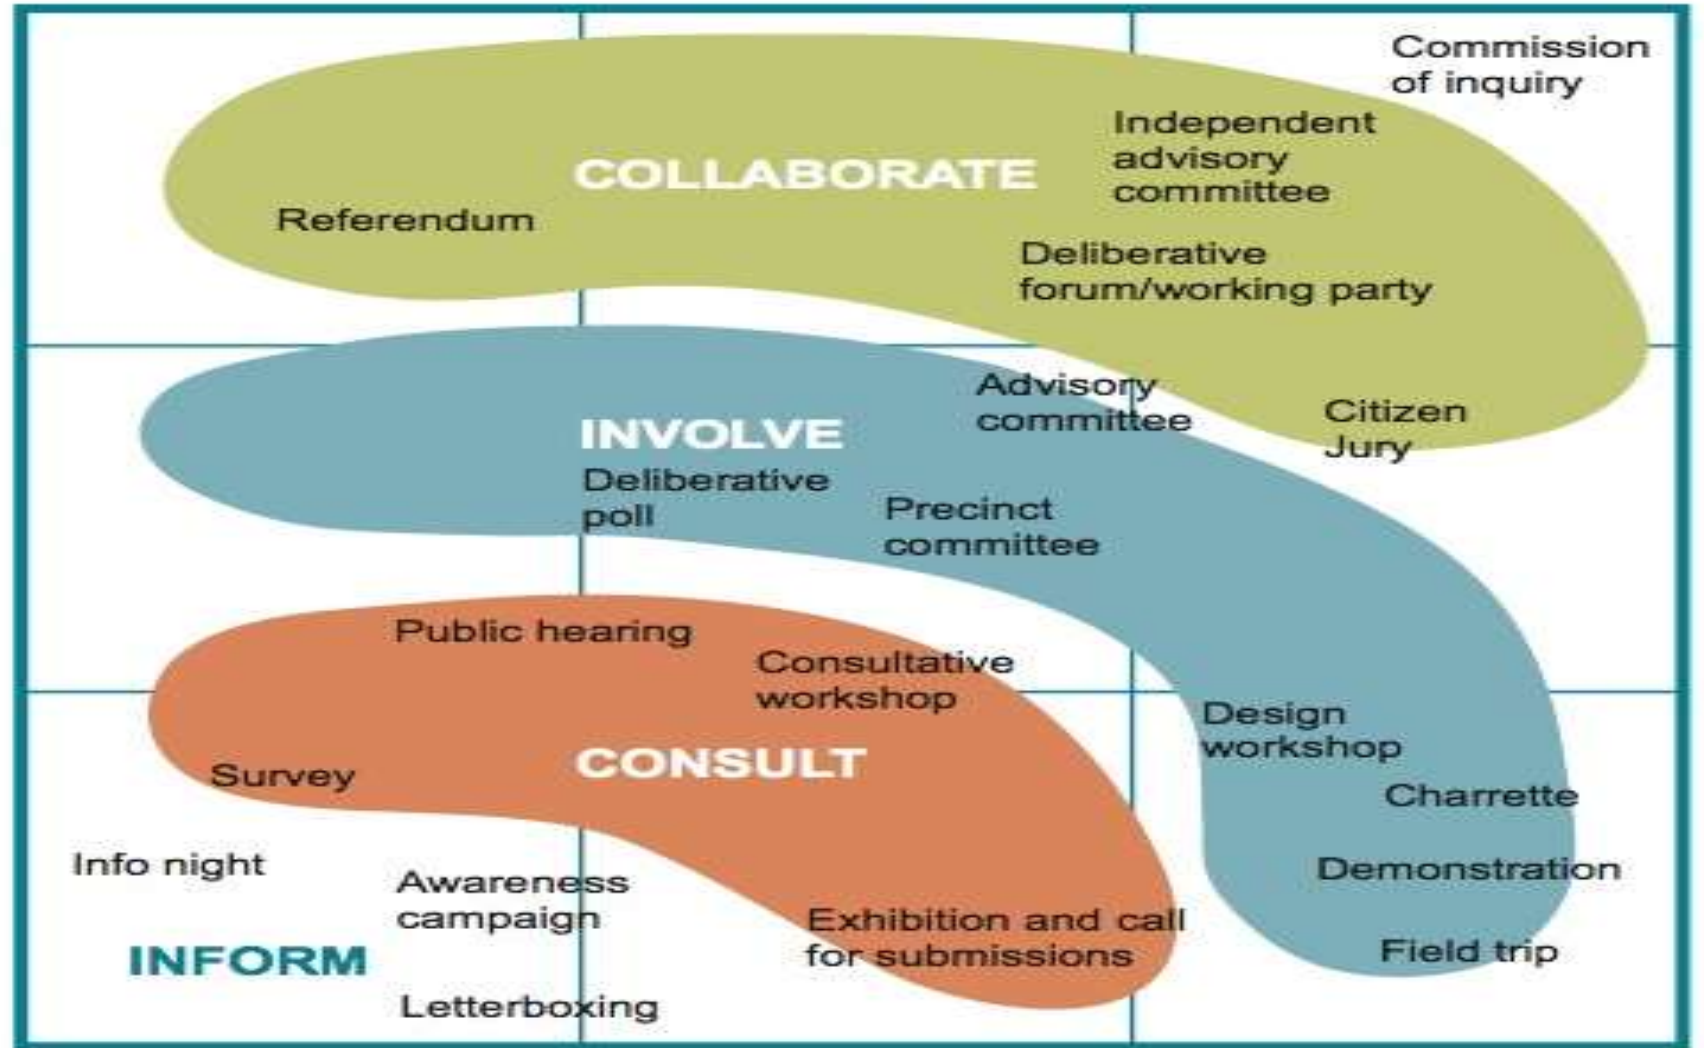 Commission
of inquiry
Independent
advisory
committee
COLLABORATE
Referendum
Deliberative
forum/working party
Advisory
committee
Citizen
Jury
INVOLVE
Deliberative
poll
Precinct
committee
Public hearing
Consultative
workshop
Design
workshop
CONSULT
Survey
Charrette
Info night
Awareness
campaign
Demonstration
Exhibition and call
for submissions
Field trip
INFORM
Letterboxing